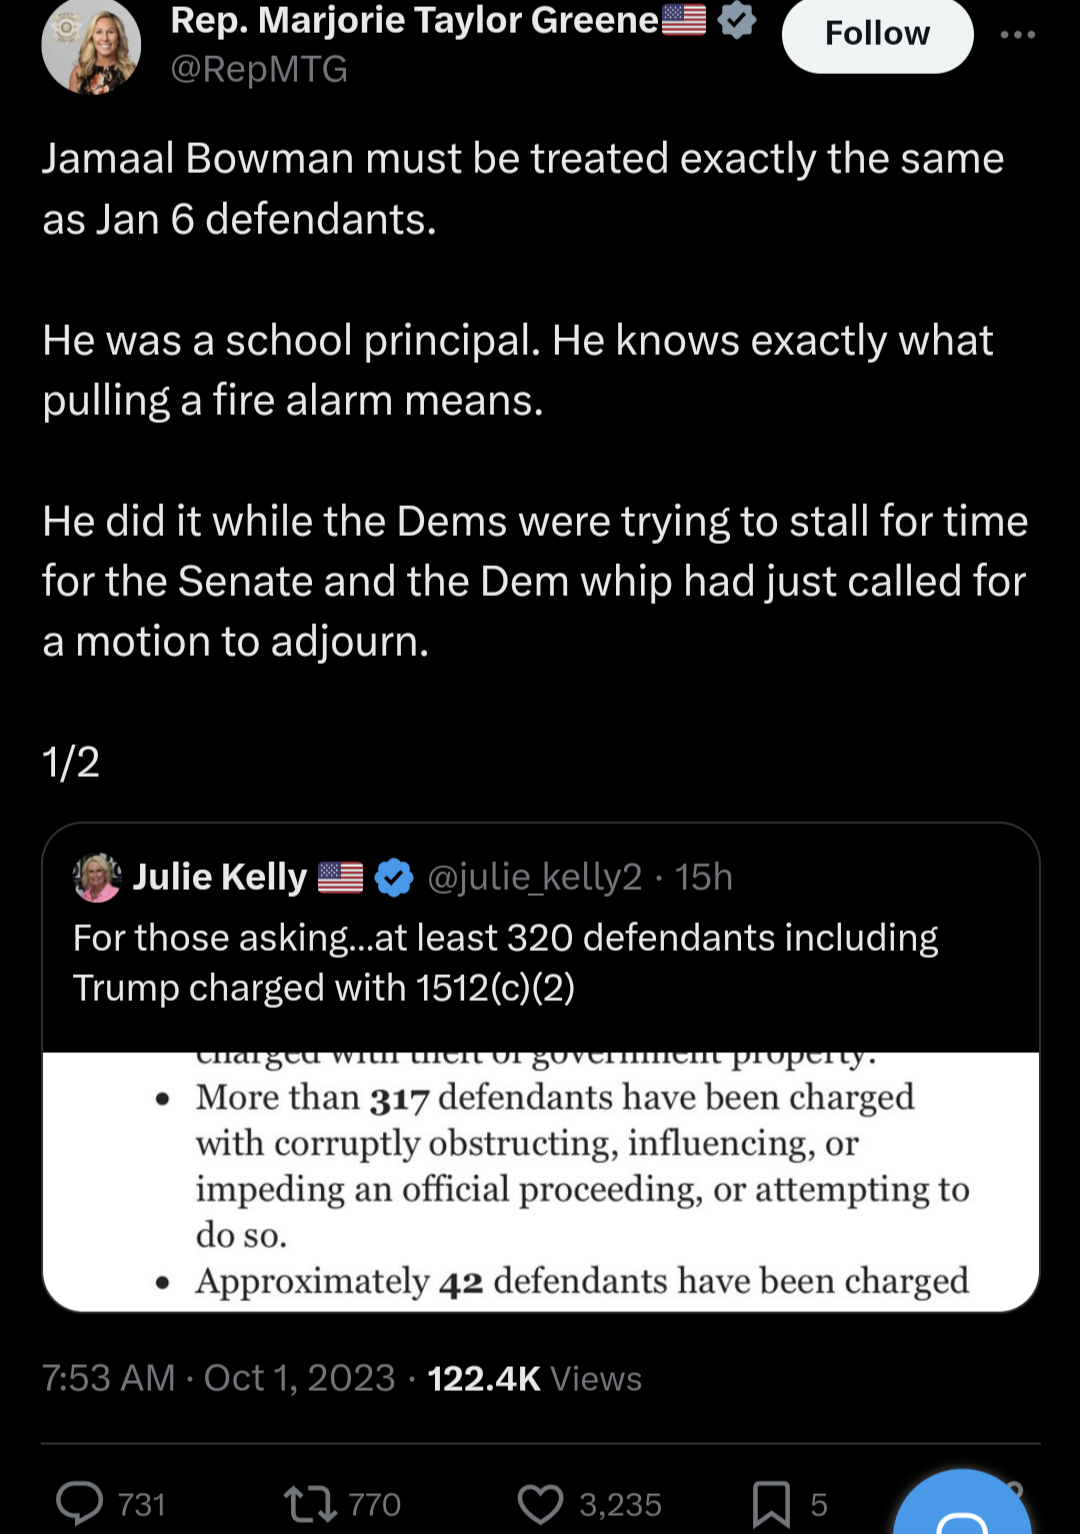 Rep. Marjorie Taylor Greene🇺🇸
Follow
@RepMTG
Jamaal Bowman must be treated exactly the same
as Jan 6 defendants.
He was a school principal. He knows exactly what
pulling a fire alarm means.
He did it while the Dems were trying to stall for time
for the Senate and the Dem whip had just called for
a motion to adjourn.
1/2
Julie Kelly 🇺🇸 @julie_kelly2 · 15h
For those asking...at least 320 defendants including
Trump charged with 1512(c)(2)
charged with theft of government property.
• More than 317 defendants have been charged
with corruptly obstructing, influencing, or
impeding an official proceeding, or attempting to
do so.
• Approximately 42 defendants have been charged
7:53 AM · Oct 1, 2023 · 122.4K Views
731 770 3,235 5